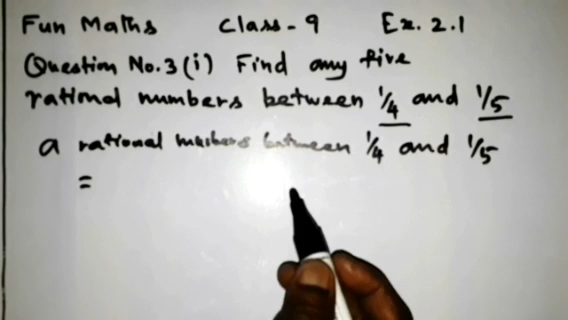 Fun Maths Class - 9 Ex. 2.1
Question No. 3 (i) Find any five
rational numbers between 1/4 and 1/5
a rational numbers between 1/4 and 1/5
=